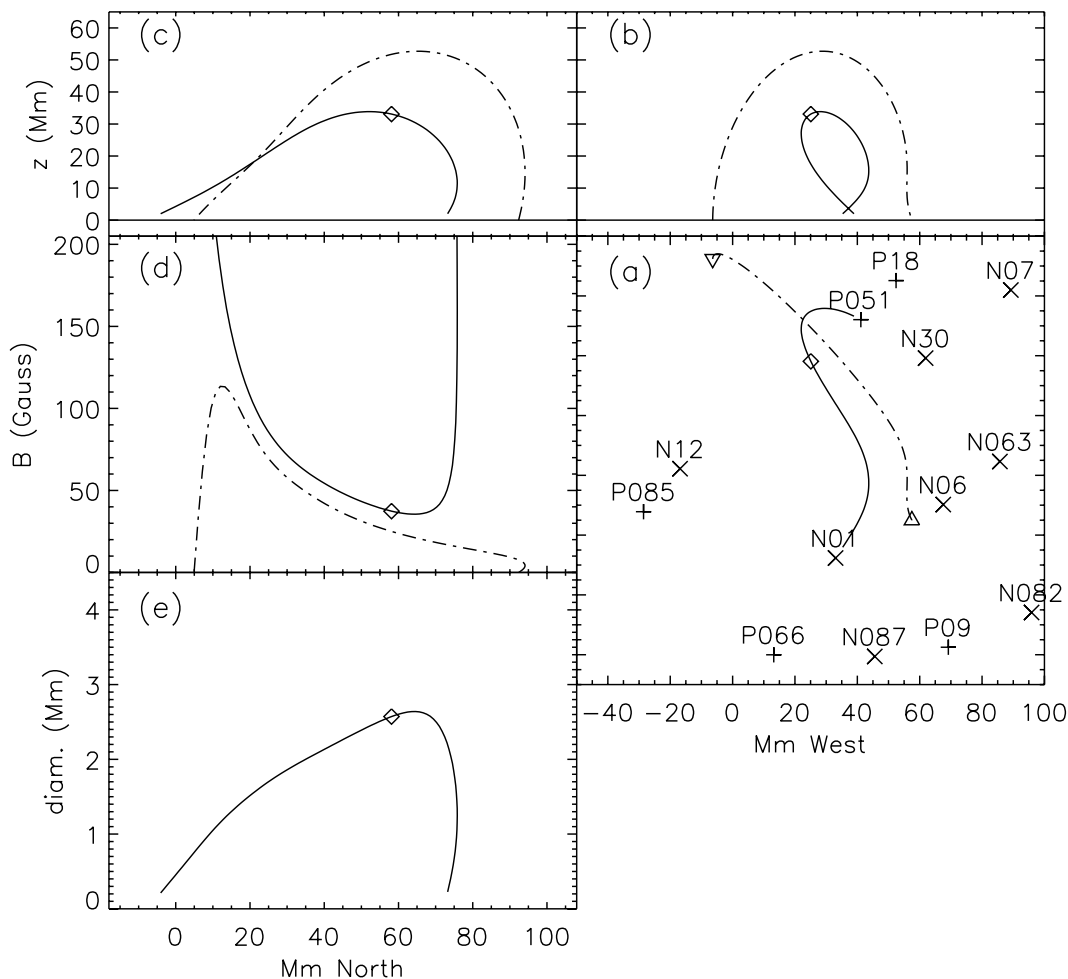 60
50
40
30
20
10
0
z (Mm)
(c)
(b)
200
150
100
50
0
B (Gauss)
(d)
(a)
P18
N07
P051
N30
N12
N063
P085
N06
N01
N082
P066
N087
P09
−40 −20 0 20 40 60 80 100
Mm West
4
3
2
1
0
diam. (Mm)
(e)
0 20 40 60 80 100
Mm North